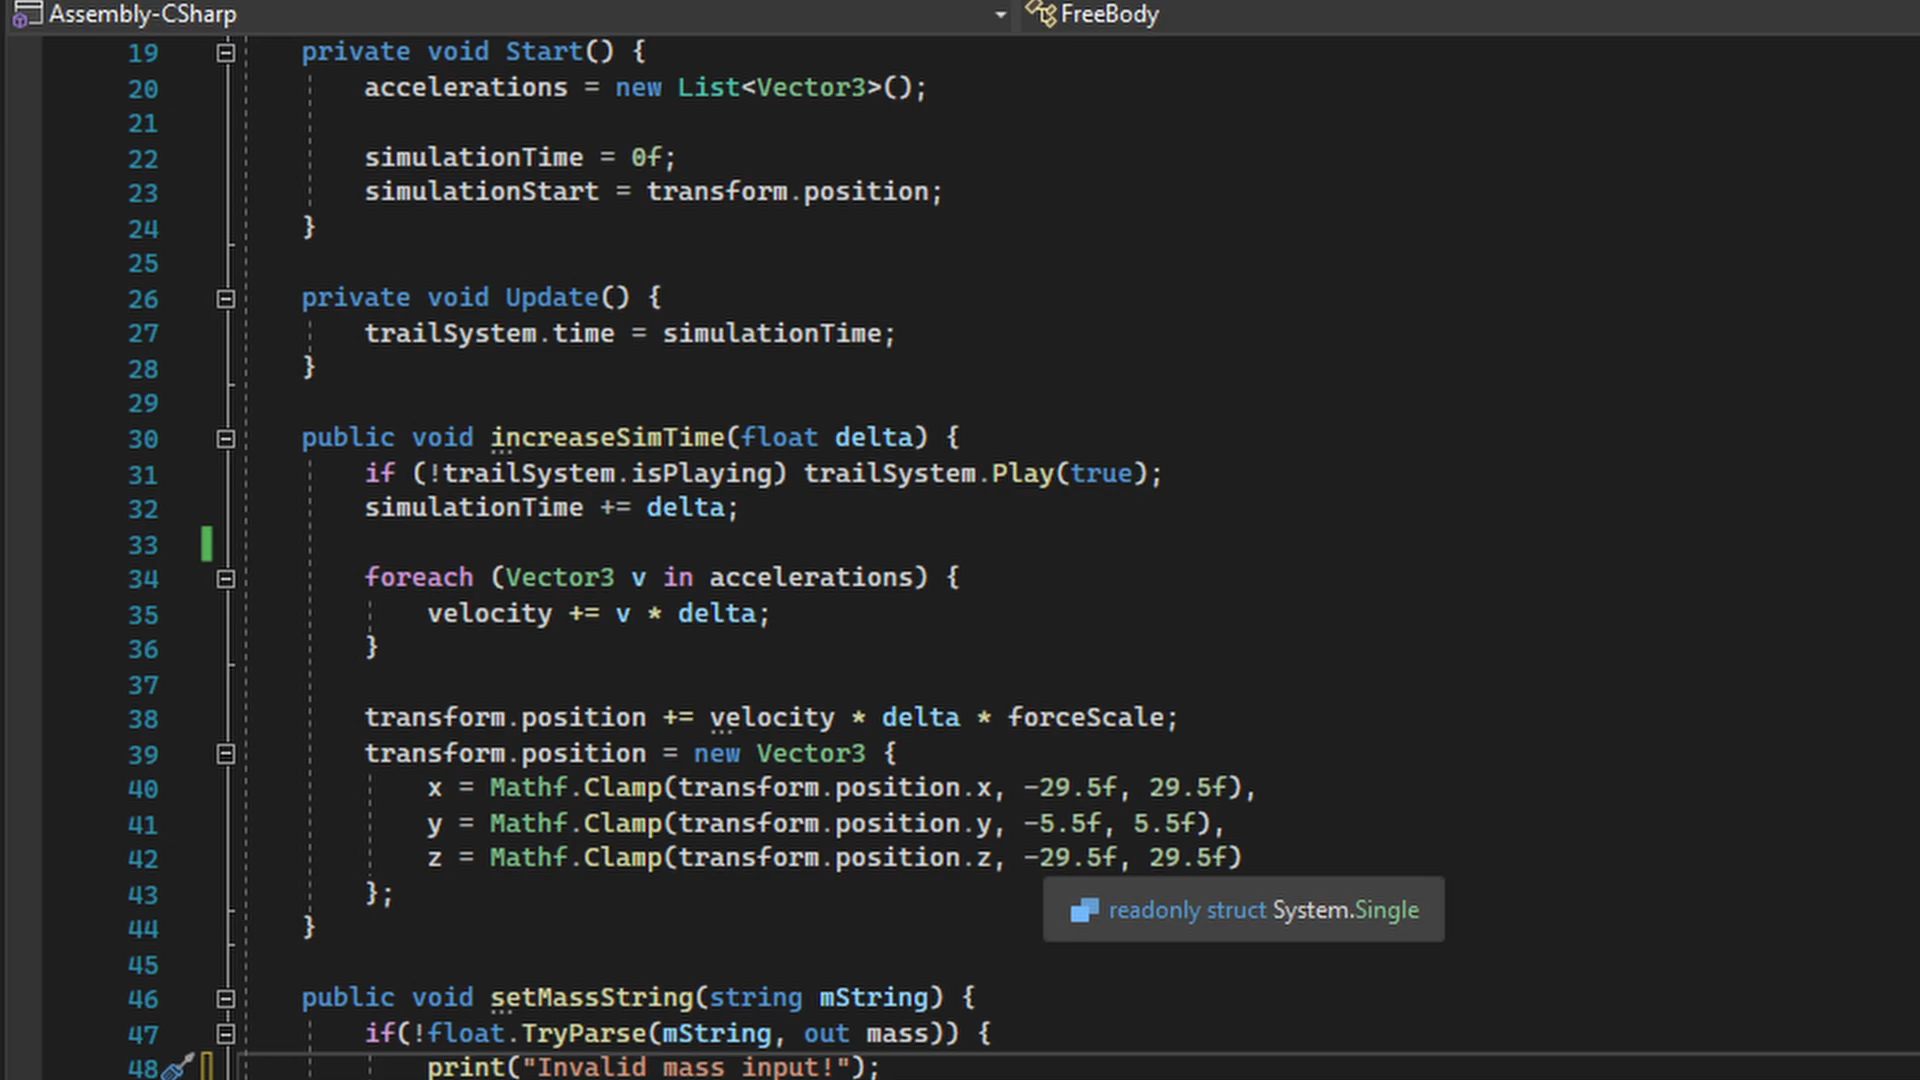 Assembly-CSharp FreeBody
19 private void Start() {
20 accelerations = new List<Vector3>();
21
22 simulationTime = 0f;
23 simulationStart = transform.position;
24 }
25
26 private void Update() {
27 trailSystem.time = simulationTime;
28 }
29
30 public void increaseSimTime(float delta) {
31 if (!trailSystem.isPlaying) trailSystem.Play(true);
32 simulationTime += delta;
33
34 foreach (Vector3 v in accelerations) {
35 velocity += v * delta;
36 }
37
38 transform.position += velocity * delta * forceScale;
39 transform.position = new Vector3 {
40 x = Mathf.Clamp(transform.position.x, -29.5f, 29.5f),
41 y = Mathf.Clamp(transform.position.y, -5.5f, 5.5f),
42 z = Mathf.Clamp(transform.position.z, -29.5f, 29.5f)
43 };
readonly struct System.Single
44 }
45
46 public void setMassString(string mString) {
47 if(!float.TryParse(mString, out mass)) {
48 print("Invalid mass input!");